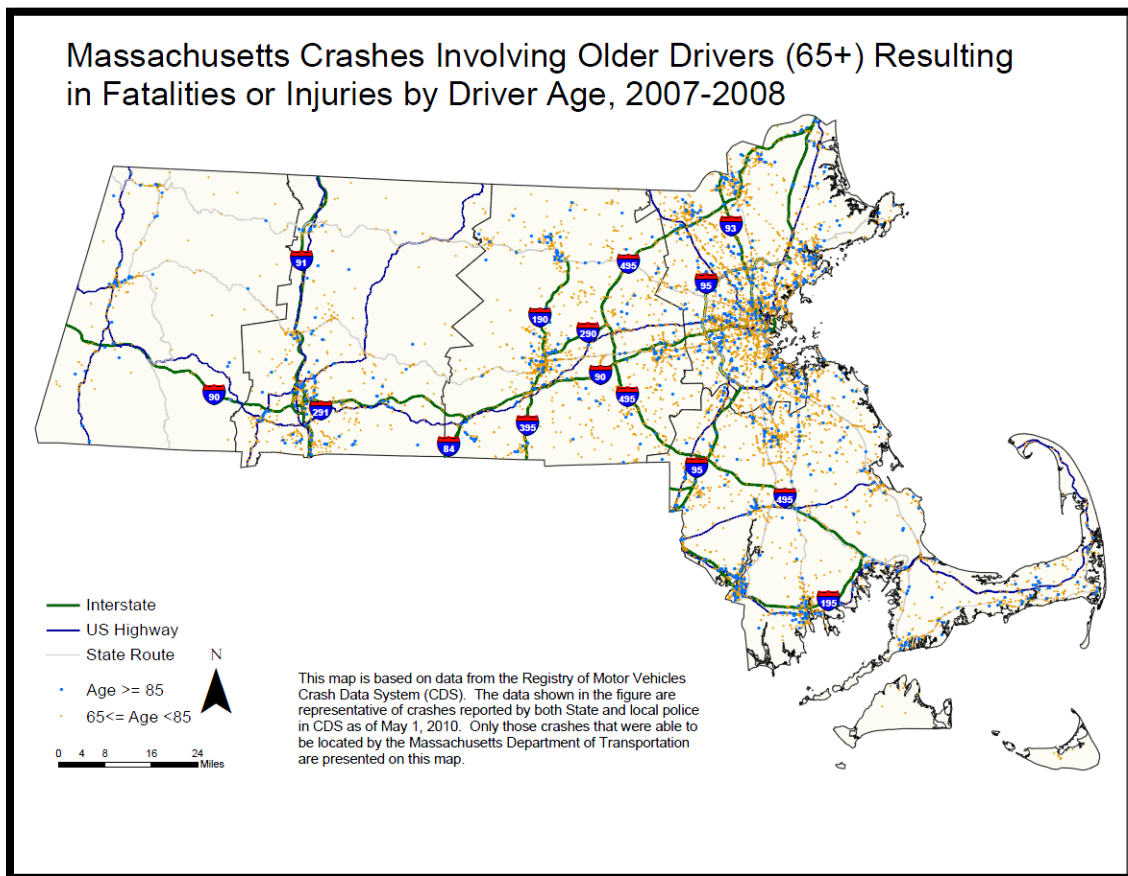 Massachusetts Crashes Involving Older Drivers (65+) Resulting
in Fatalities or Injuries by Driver Age, 2007-2008
93
91
495
95
190
290
90
90
495
291
395
84
95
495
195
Interstate
US Highway
State Route
N
Age >= 85
65<= Age <85
0 4 8 16 24
Miles
This map is based on data from the Registry of Motor Vehicles
Crash Data System (CDS). The data shown in the figure are
representative of crashes reported by both State and local police
in CDS as of May 1, 2010. Only those crashes that were able to
be located by the Massachusetts Department of Transportation
are presented on this map.